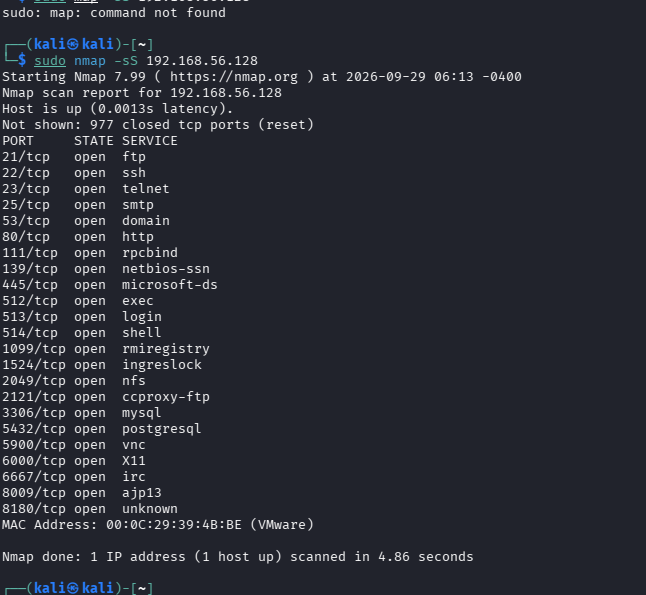 sudo: map: command not found
┌──(kali㉿kali)-[~]
└─$ sudo nmap -sS 192.168.56.128
Starting Nmap 7.99 ( https://nmap.org ) at 2026-09-29 06:13 -0400
Nmap scan report for 192.168.56.128
Host is up (0.0013s latency).
Not shown: 977 closed tcp ports (reset)
PORT     STATE SERVICE
21/tcp   open  ftp
22/tcp   open  ssh
23/tcp   open  telnet
25/tcp   open  smtp
53/tcp   open  domain
80/tcp   open  http
111/tcp  open  rpcbind
139/tcp  open  netbios-ssn
445/tcp  open  microsoft-ds
512/tcp  open  exec
513/tcp  open  login
514/tcp  open  shell
1099/tcp open  rmiregistry
1524/tcp open  ingreslock
2049/tcp open  nfs
2121/tcp open  ccproxy-ftp
3306/tcp open  mysql
5432/tcp open  postgresql
5900/tcp open  vnc
6000/tcp open  X11
6667/tcp open  irc
8009/tcp open  ajp13
8180/tcp open  unknown
MAC Address: 00:0C:29:39:4B:BE (VMware)
Nmap done: 1 IP address (1 host up) scanned in 4.86 seconds
┌──(kali㉿kali)-[~]